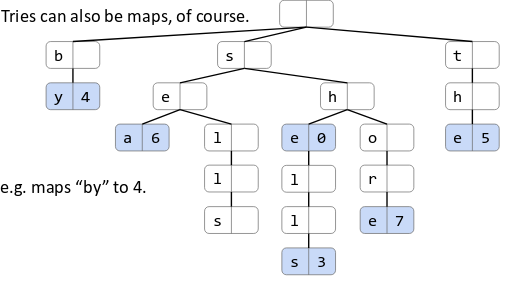 Tries can also be maps, of course.
b s t
y 4 e h h
a 6 l e 0 o e 5
e.g. maps “by” to 4.
l l r
s l e 7
s 3